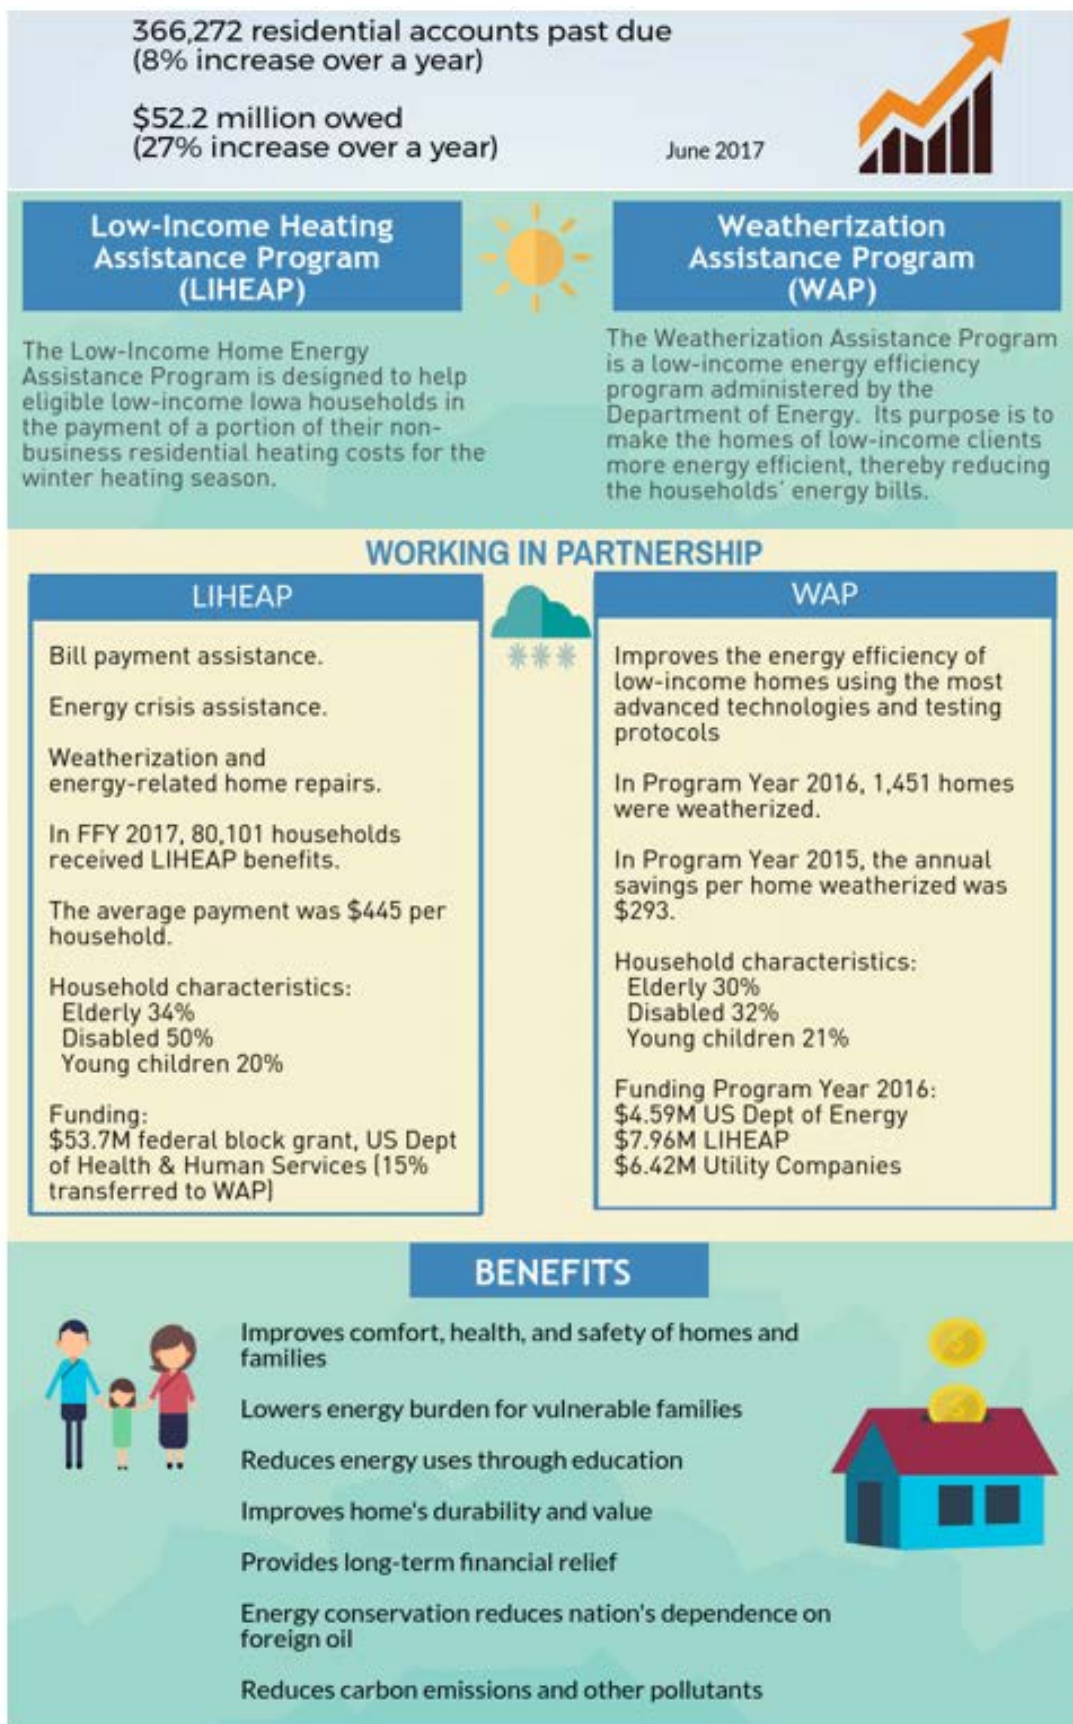 366,272 residential accounts past due
(8% increase over a year)
$52.2 million owed
(27% increase over a year)
June 2017
Low-Income Heating
Assistance Program
(LIHEAP)
The Low-Income Home Energy
Assistance Program is designed to help
eligible low-income Iowa households in
the payment of a portion of their non-
business residential heating costs for the
winter heating season.
Weatherization
Assistance Program
(WAP)
The Weatherization Assistance Program
is a low-income energy efficiency
program administered by the
Department of Energy. Its purpose is to
make the homes of low-income clients
more energy efficient, thereby reducing
the households' energy bills.
WORKING IN PARTNERSHIP
LIHEAP
Bill payment assistance.
Energy crisis assistance.
Weatherization and
energy-related home repairs.
In FFY 2017, 80,101 households
received LIHEAP benefits.
The average payment was $445 per
household.
Household characteristics:
Elderly 34%
Disabled 50%
Young children 20%
Funding:
$53.7M federal block grant, US Dept
of Health & Human Services (15%
transferred to WAP)
WAP
Improves the energy efficiency of
low-income homes using the most
advanced technologies and testing
protocols
In Program Year 2016, 1,451 homes
were weatherized.
In Program Year 2015, the annual
savings per home weatherized was
$293.
Household characteristics:
Elderly 30%
Disabled 32%
Young children 21%
Funding Program Year 2016:
$4.59M US Dept of Energy
$7.96M LIHEAP
$6.42M Utility Companies
BENEFITS
Improves comfort, health, and safety of homes and
families
Lowers energy burden for vulnerable families
Reduces energy uses through education
Improves home's durability and value
Provides long-term financial relief
Energy conservation reduces nation's dependence on
foreign oil
Reduces carbon emissions and other pollutants